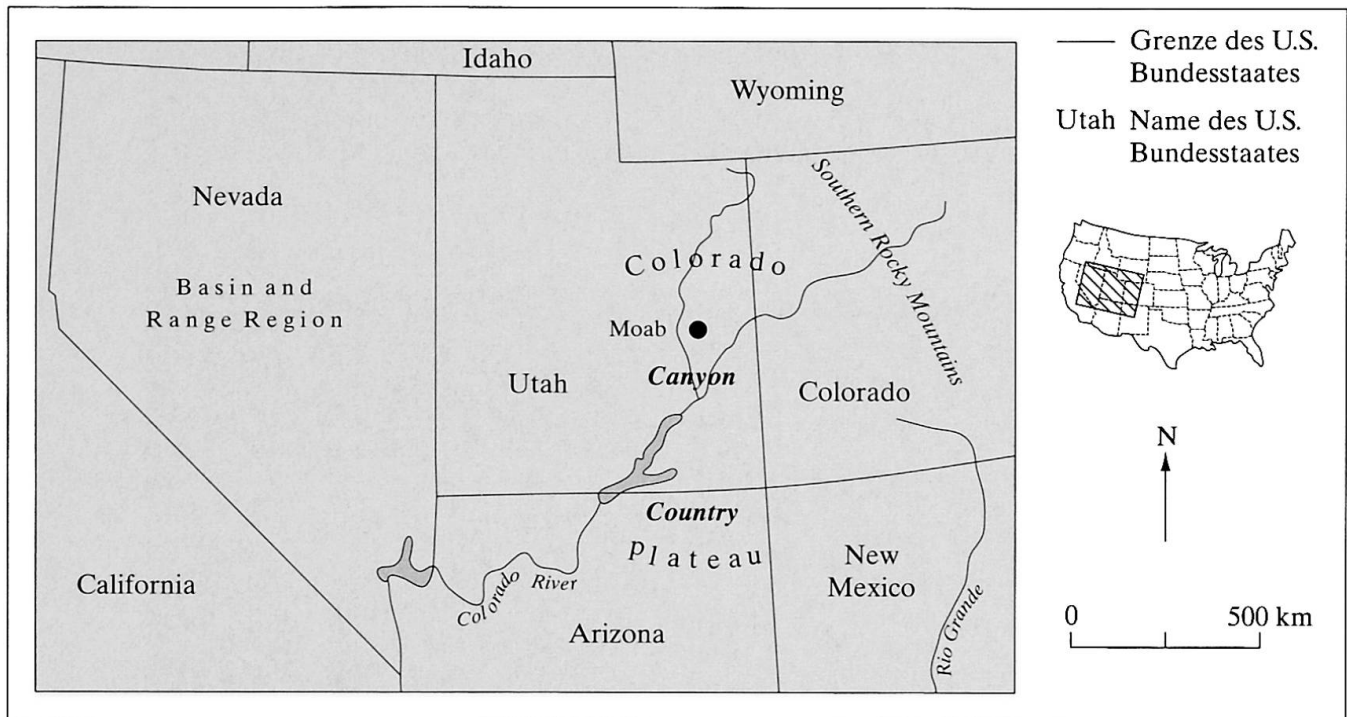 Idaho
Wyoming
Nevada
Southern Rocky Mountains
Colorado
Basin and
Range Region
Moab
Utah
Canyon
Colorado
Country
Plateau
New
Mexico
California
Colorado River
Arizona
Rio Grande
Grenze des U.S.
Bundesstaates
Utah Name des U.S.
Bundesstaates
N
0 500 km